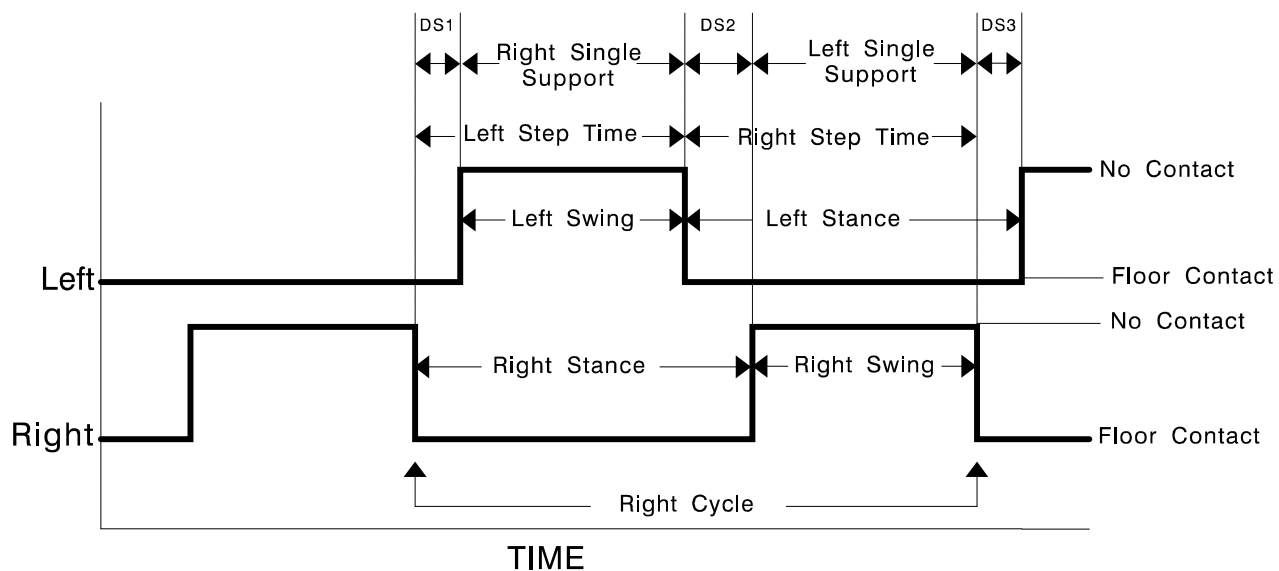 DS1
DS2
DS3
Right Single
Support
Left Single
Support
Left Step Time
Right Step Time
No Contact
Left Swing
Left Stance
Left
Floor Contact
No Contact
Right Stance
Right Swing
Right
Floor Contact
Right Cycle
TIME